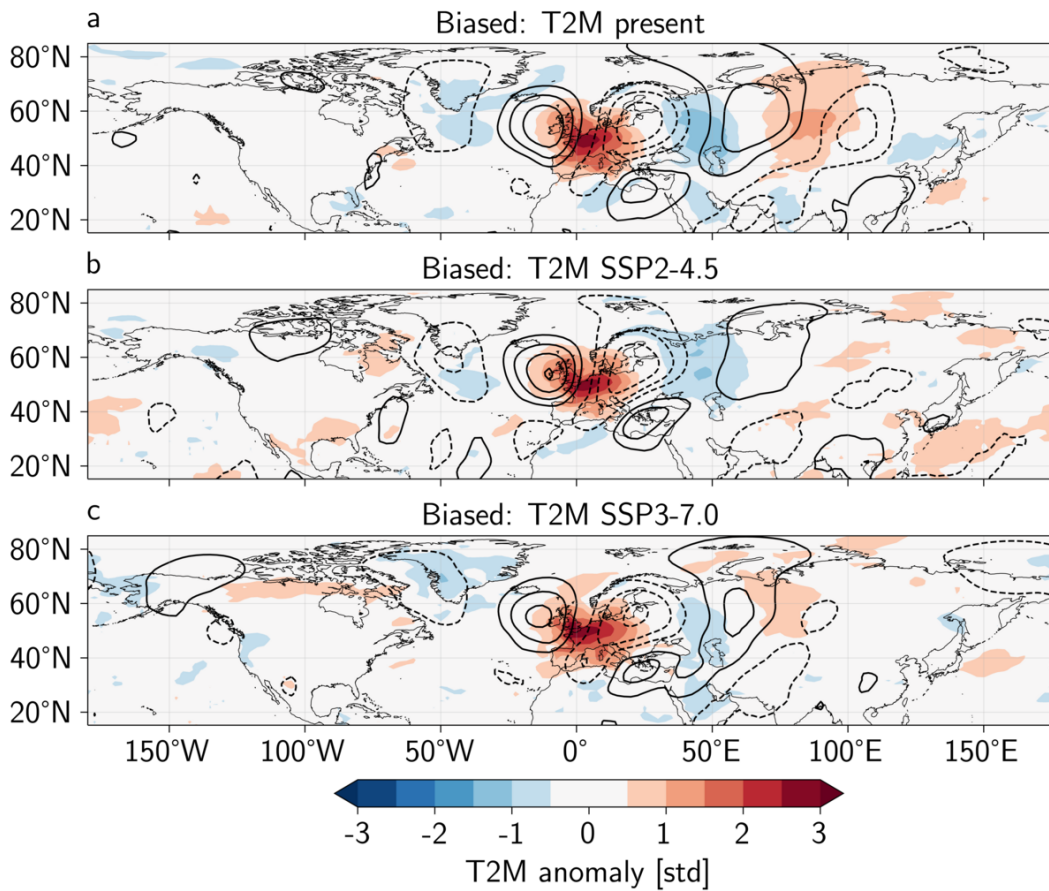 a
Biased: T2M present
80°N
60°N
40°N
20°N
b
Biased: T2M SSP2-4.5
80°N
60°N
40°N
20°N
c
Biased: T2M SSP3-7.0
80°N
60°N
40°N
20°N
150°W 100°W 50°W 0° 50°E 100°E 150°E
-3 -2 -1 0 1 2 3
T2M anomaly [std]